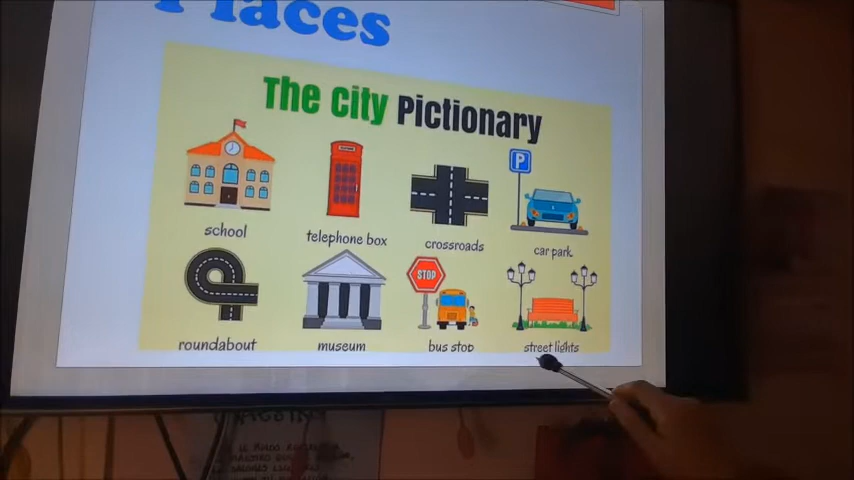 Places
The City Pictionary
P
school
telephone box
crossroads
car park
STOP
roundabout
museum
bus stop
street lights